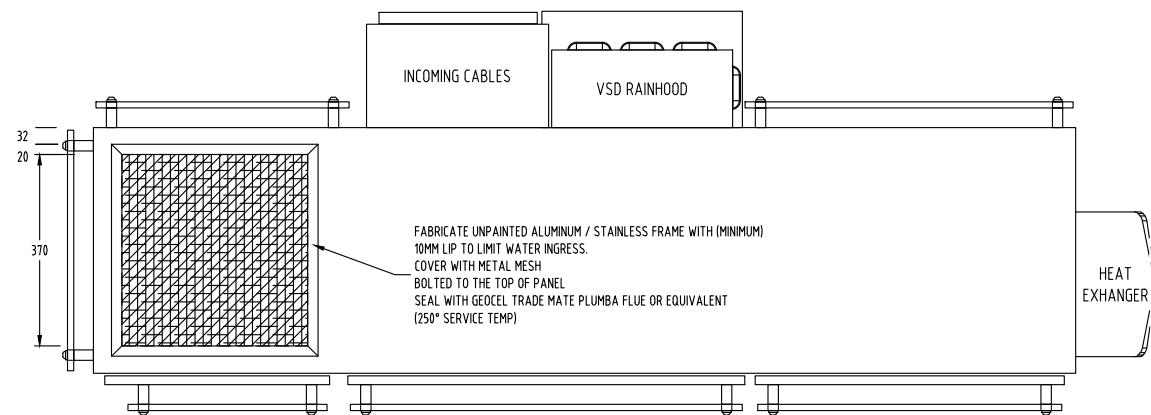 INCOMING CABLES
VSD RAINHOOD
32
20
370
FABRICATE UNPAINTED ALUMINUM / STAINLESS FRAME WITH (MINIMUM)
10MM LIP TO LIMIT WATER INGRESS.
COVER WITH METAL MESH
BOLTED TO THE TOP OF PANEL
SEAL WITH GEOCEL TRADE MATE PLUMBA FLUE OR EQUIVALENT
(250° SERVICE TEMP)
HEAT
EXHANGER